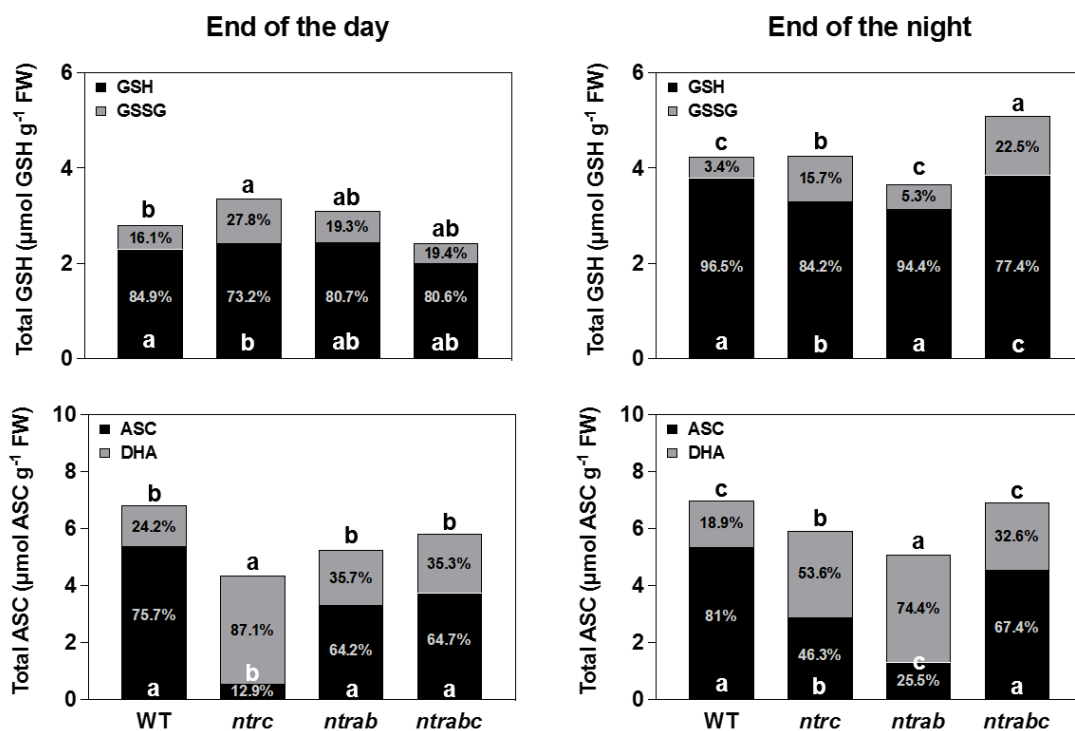 End of the day
End of the night
Total GSH (µmol GSH g⁻¹ FW)
6
4
2
0
GSH
GSSG
b
a
ab
ab
16.1%
27.8%
19.3%
19.4%
84.9%
73.2%
80.7%
80.6%
a
b
ab
ab
Total GSH (µmol GSH g⁻¹ FW)
6
4
2
0
GSH
GSSG
c
b
c
a
3.4%
15.7%
5.3%
22.5%
96.5%
84.2%
94.4%
77.4%
a
b
a
c
Total ASC (µmol ASC g⁻¹ FW)
10
8
6
4
2
0
ASC
DHA
b
a
b
b
24.2%
87.1%
35.7%
35.3%
75.7%
12.9%
64.2%
64.7%
a
b
a
a
WT
ntrc
ntrab
ntrabc
Total ASC (µmol ASC g⁻¹ FW)
10
8
6
4
2
0
ASC
DHA
c
b
a
c
18.9%
53.6%
74.4%
32.6%
81%
46.3%
25.5%
67.4%
a
b
c
a
WT
ntrc
ntrab
ntrabc